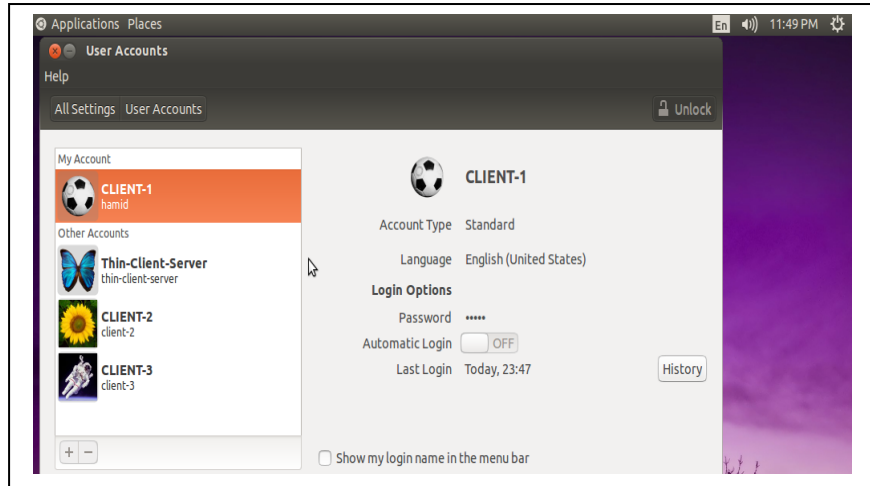 Applications Places En 11:49 PM
User Accounts
Help
All Settings User Accounts Unlock
My Account
CLIENT-1
hamid
Other Accounts
Thin-Client-Server
thin-client-server
CLIENT-2
client-2
CLIENT-3
client-3
+ −
CLIENT-1
Account Type Standard
Language English (United States)
Login Options
Password •••••
Automatic Login OFF
Last Login Today, 23:47 History
Show my login name in the menu bar